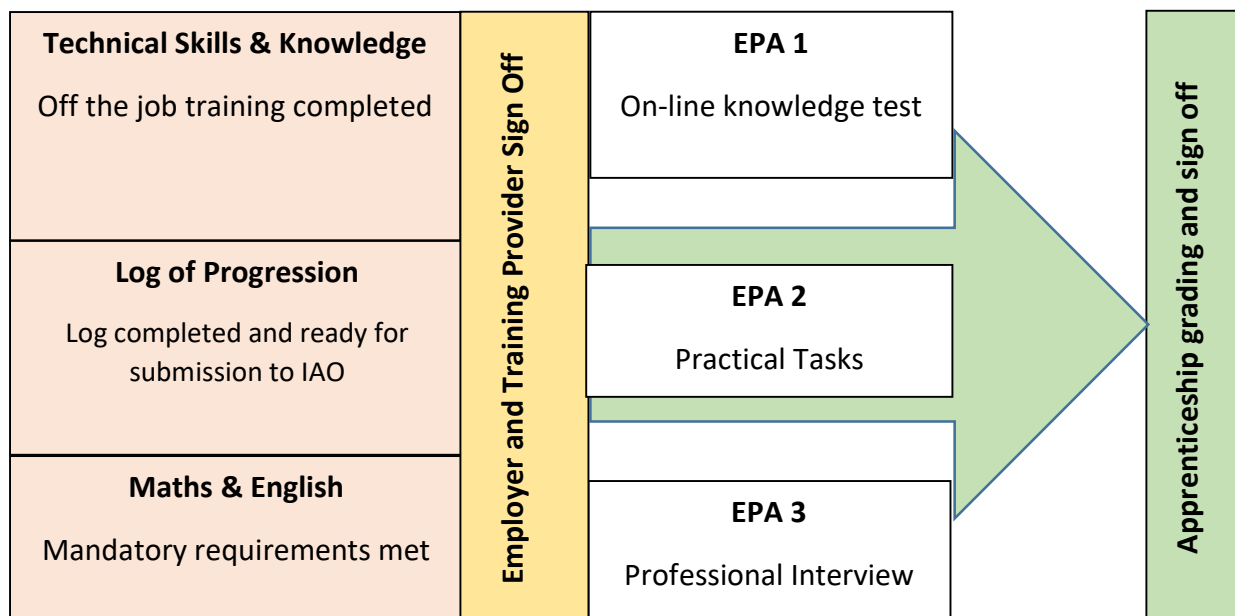 Technical Skills & Knowledge
Off the job training completed
Log of Progression
Log completed and ready for
submission to IAO
Maths & English
Mandatory requirements met
Employer and Training Provider Sign Off
EPA 1
On-line knowledge test
EPA 2
Practical Tasks
EPA 3
Professional Interview
Apprenticeship grading and sign off